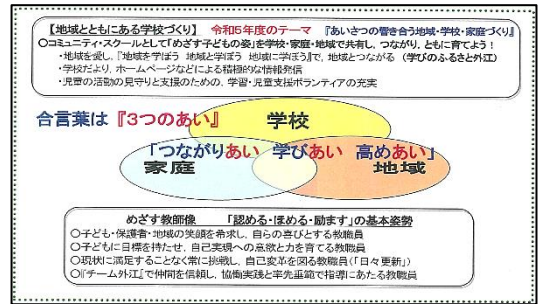 【地域とともにある学校づくり】 令和5年度のテーマ 『あいさつの響き合う地域・学校・家庭づくり』
〇コミュニティ・スクールとして「めざす子どもの姿」を学校・家庭・地域で共有し、つながり、ともに育てよう!
・地域を愛し、『地域を学ぼう 地域と学ぼう 地域に学ぼう』で、地域とつながる (学びのふるさと外江)
・学校だより、ホームページなどによる積極的な情報発信
・児童の活動の見守りと支援のための、学習・児童支援ボランティアの充実
合言葉は『3つのあい』
学校
「つながりあい 学びあい 高めあい」
家庭 地域
めざす教師像 「認める・ほめる・励ます」の基本姿勢
〇子ども・保護者・地域の笑顔を希求し、自らの喜びとする教職員
〇子どもに目標を持たせ、自己実現への意欲と力を育てる教職員
〇現状に満足することなく常に挑戦し、自己変革を図る教職員(「日々更新」)
〇『チーム外江』で仲間を信頼し、協働実践と率先垂範で指導にあたる教職員